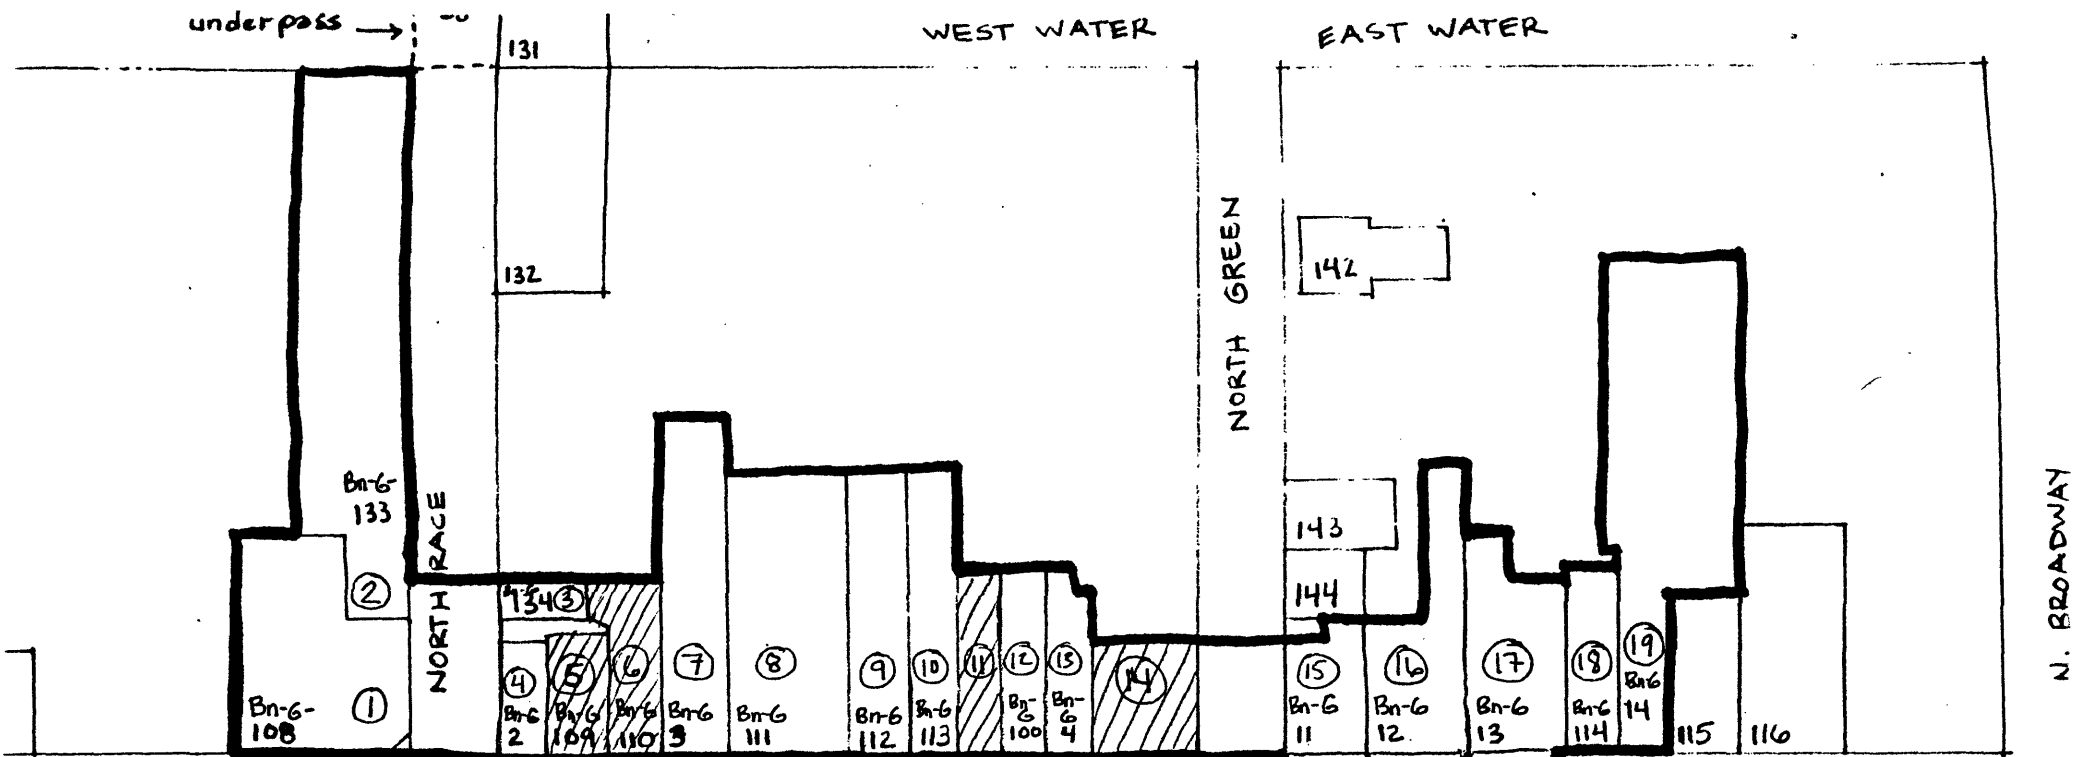 underpass →
WEST WATER
EAST WATER
131
132
NORTH GREEN
142
Bn-6-
133
NORTH RACE
143
144
N. BROADWAY
2
134 3
1
Bn-6-
108
4
Bn-6
2
5
Bn-6
109
6
Bn-6
110
7
Bn-6
3
8
Bn-6
111
9
Bn-6
112
10
Bn-6
113
11
12
Bn-
6
100
13
Bn-
6
4
14
15
Bn-6
11
16
Bn-6
12.
17
Bn-6
13
18
Bn-6
114
19
Bn-6
14
115
116